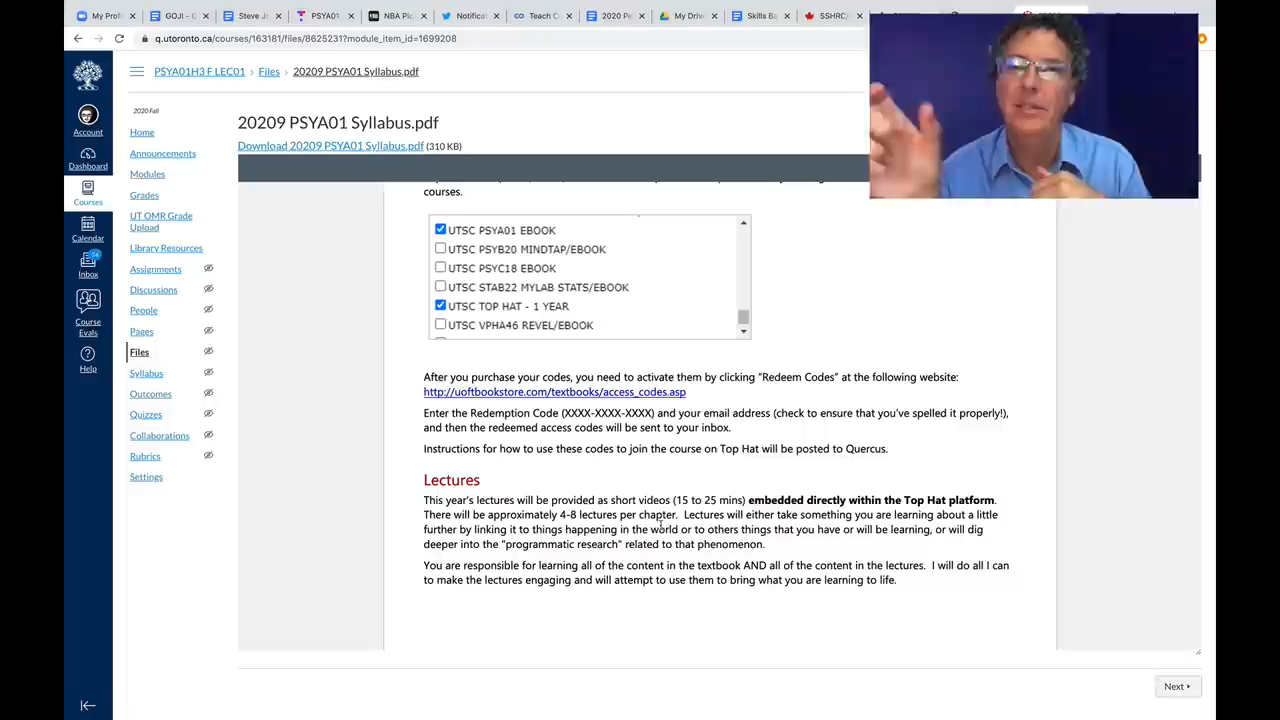 My Profi
GOJI - G
Steve Jo
PSYA01
NBA Pic
Notificat
Teach C
2020 Pe
My Driv
Skills Ba
SSHRC/
q.utoronto.ca/courses/163181/files/8625231?module_item_id=1699208
PSYA01H3 F LEC01 › Files › 20209 PSYA01 Syllabus.pdf
Account
Dashboard
Courses
Calendar
74
Inbox
Course
Evals
Help
2020 Fall
Home
Announcements
Modules
Grades
UT OMR Grade
Upload
Library Resources
Assignments
Discussions
People
Pages
Files
Syllabus
Outcomes
Quizzes
Collaborations
Rubrics
Settings
20209 PSYA01 Syllabus.pdf
Download 20209 PSYA01 Syllabus.pdf (310 KB)
courses.
UTSC PSYA01 EBOOK
UTSC PSYB20 MINDTAP/EBOOK
UTSC PSYC18 EBOOK
UTSC STAB22 MYLAB STATS/EBOOK
UTSC TOP HAT - 1 YEAR
UTSC VPHA46 REVEL/EBOOK
After you purchase your codes, you need to activate them by clicking "Redeem Codes" at the following website:
http://uoftbookstore.com/textbooks/access_codes.asp
Enter the Redemption Code (XXXX-XXXX-XXXX) and your email address (check to ensure that you've spelled it properly!),
and then the redeemed access codes will be sent to your inbox.
Instructions for how to use these codes to join the course on Top Hat will be posted to Quercus.
Lectures
This year's lectures will be provided as short videos (15 to 25 mins) embedded directly within the Top Hat platform.
There will be approximately 4-8 lectures per chapter. Lectures will either take something you are learning about a little
further by linking it to things happening in the world or to others things that you have or will be learning, or will dig
deeper into the "programmatic research" related to that phenomenon.
You are responsible for learning all of the content in the textbook AND all of the content in the lectures. I will do all I can
to make the lectures engaging and will attempt to use them to bring what you are learning to life.
Next ›